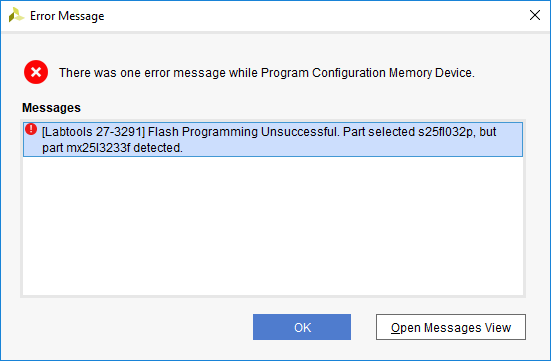 Error Message
There was one error message while Program Configuration Memory Device.
Messages
[Labtools 27-3291] Flash Programming Unsuccessful. Part selected s25fl032p, but
part mx25l3233f detected.
OK
Open Messages View